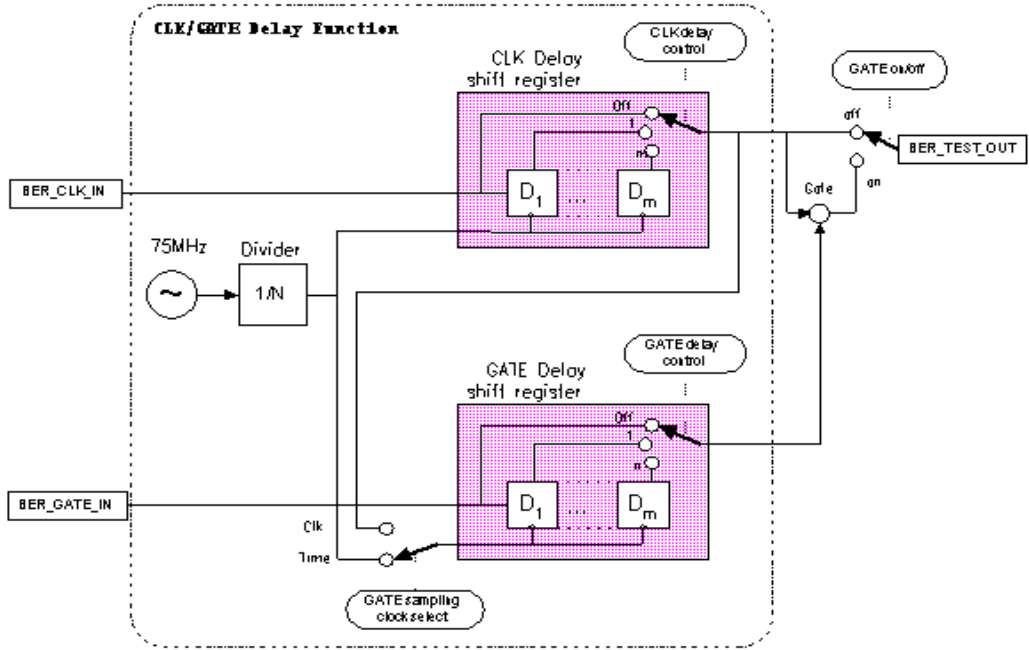 CLK/GATE Delay Function
CLK delay
control
CLK Delay
shift register
GATE on/off
Off
1
m
off
on
BER_TEST_OUT
Gate
BER_CLK_IN
D1
...
Dm
75MHz
Divider
~
1/N
GATE delay
control
GATE Delay
shift register
Off
1
n
BER_GATE_IN
D1
...
Dm
Clk
Time
GATE sampling
clock select